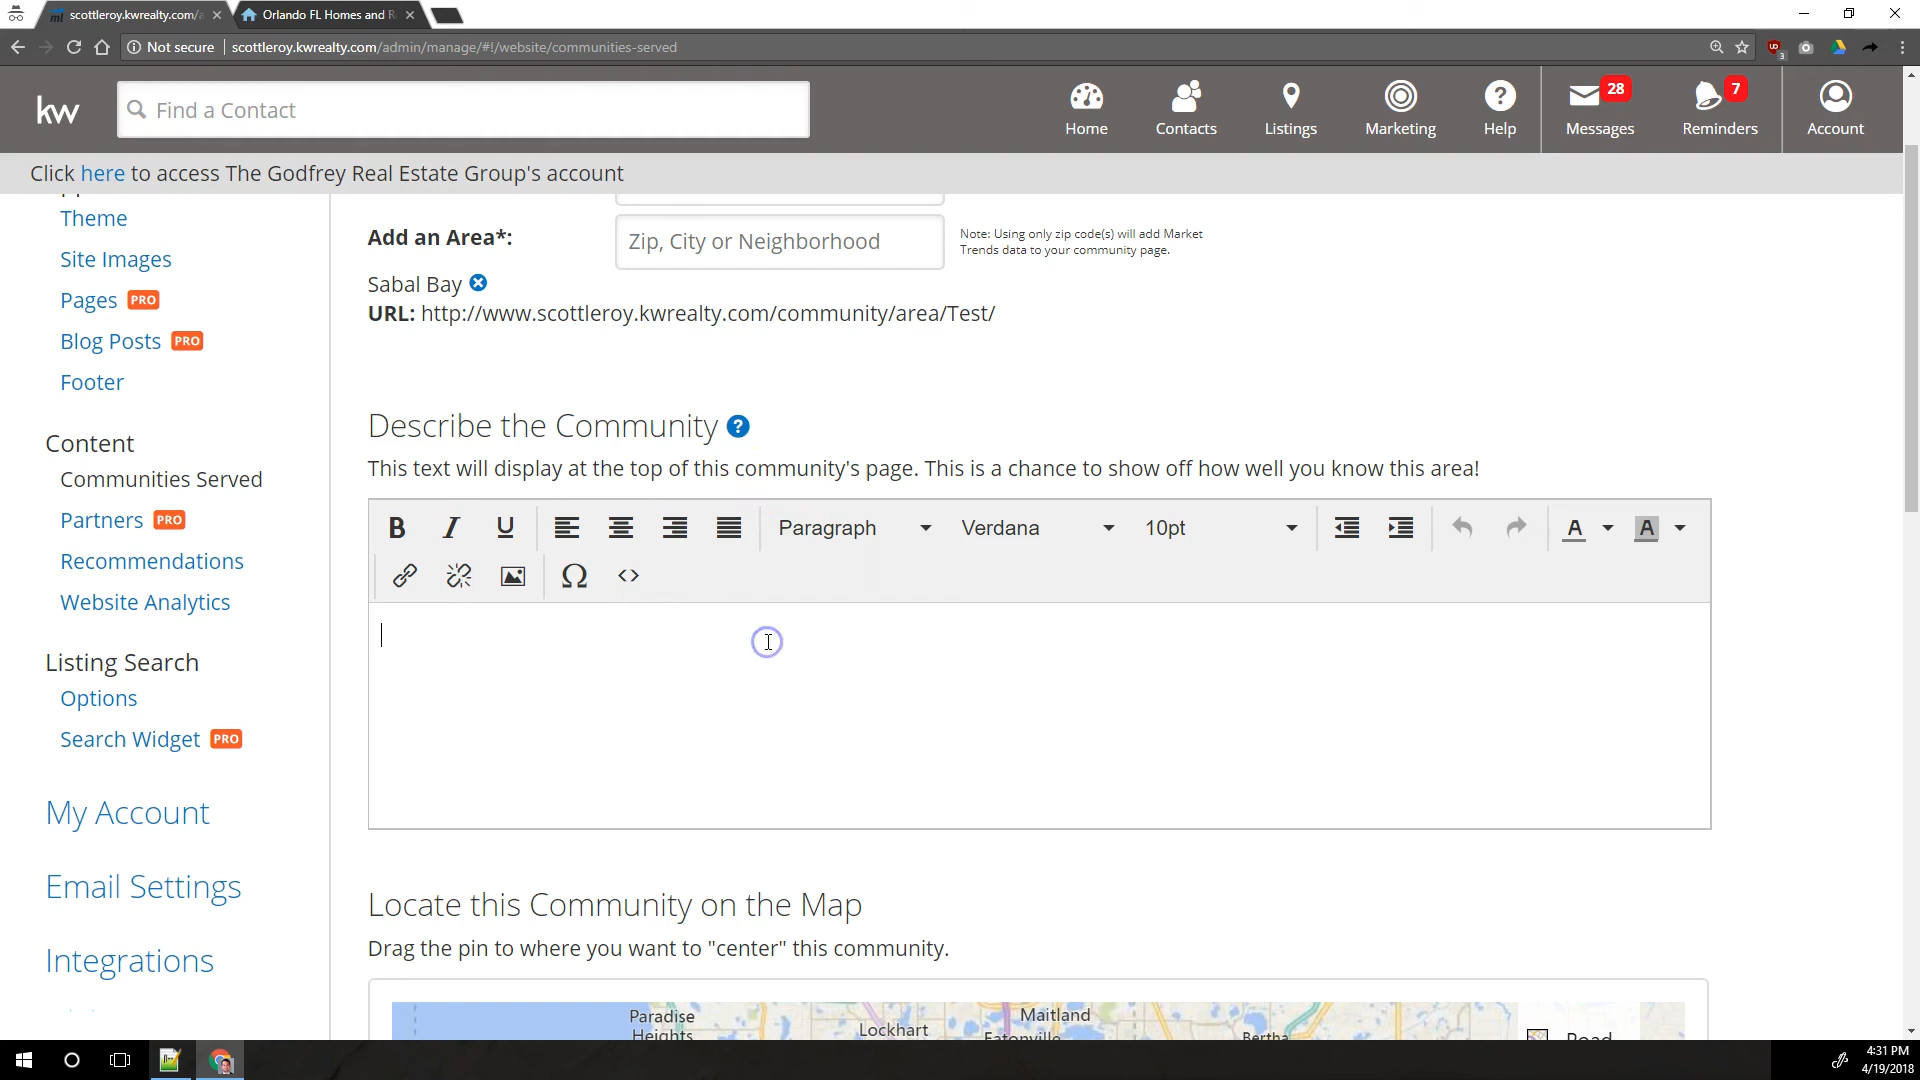 scottleroy.kwrealty.com/a
Orlando FL Homes and R
Not secure
scottleroy.kwrealty.com/admin/manage/#!/website/communities-served
3
kw
Find a Contact
Home
Contacts
Listings
Marketing
?
Help
28
Messages
7
Reminders
Account
Click here to access The Godfrey Real Estate Group's account
Theme
Site Images
Pages PRO
Blog Posts PRO
Footer
Content
Communities Served
Partners PRO
Recommendations
Website Analytics
Listing Search
Options
Search Widget PRO
My Account
Email Settings
Integrations
Add an Area*:
Zip, City or Neighborhood
Note: Using only zip code(s) will add Market
Trends data to your community page.
Sabal Bay
URL: http://www.scottleroy.kwrealty.com/community/area/Test/
Describe the Community ?
This text will display at the top of this community's page. This is a chance to show off how well you know this area!
B I U Paragraph Verdana 10pt A A
Ω <>
Locate this Community on the Map
Drag the pin to where you want to "center" this community.
Paradise
Heights
Lockhart
Maitland
Eatonville
Bertha
Road
4:31 PM
4/19/2018